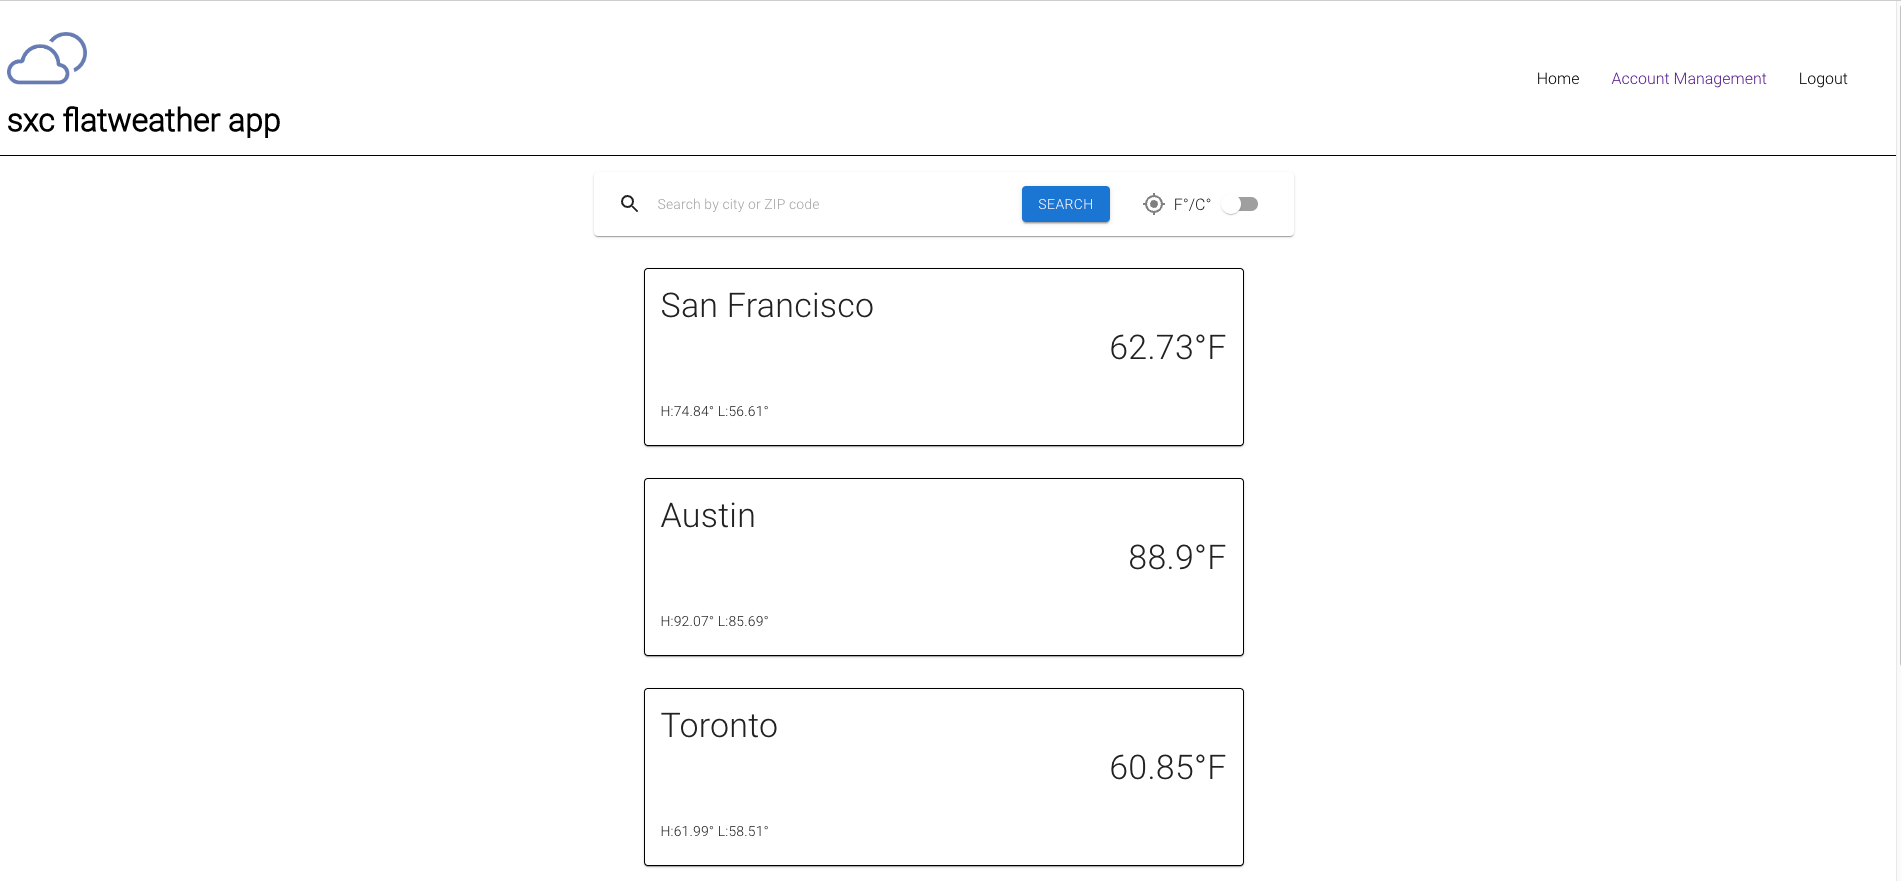 sxc flatweather app
Home Account Management Logout
Search by city or ZIP code SEARCH F°/C°
San Francisco
62.73°F
H:74.84° L:56.61°
Austin
88.9°F
H:92.07° L:85.69°
Toronto
60.85°F
H:61.99° L:58.51°